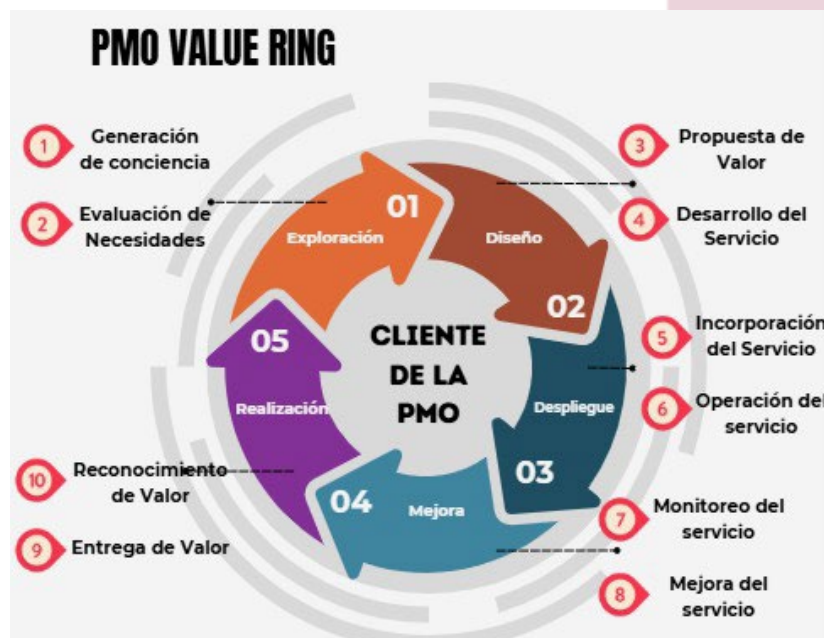 PMO VALUE RING
1
Generación
de conciencia
2
Evaluación de
Necesidades
3
Propuesta de
Valor
4
Desarrollo del
Servicio
5
Incorporación
del Servicio
6
Operación del
servicio
7
Monitoreo del
servicio
8
Mejora del
servicio
10
Reconocimiento
de Valor
9
Entrega de Valor
01
Exploración
Diseño
02
Despliegue
03
04
Mejora
05
Realización
CLIENTE
DE LA
PMO